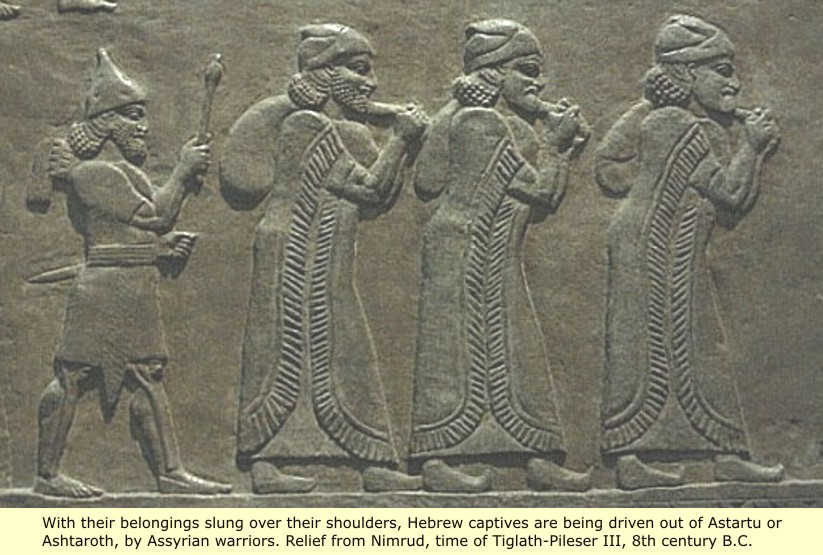 With their belongings slung over their shoulders, Hebrew captives are being driven out of Astartu or
Ashtaroth, by Assyrian warriors. Relief from Nimrud, time of Tiglath-Pileser III, 8th century B.C.